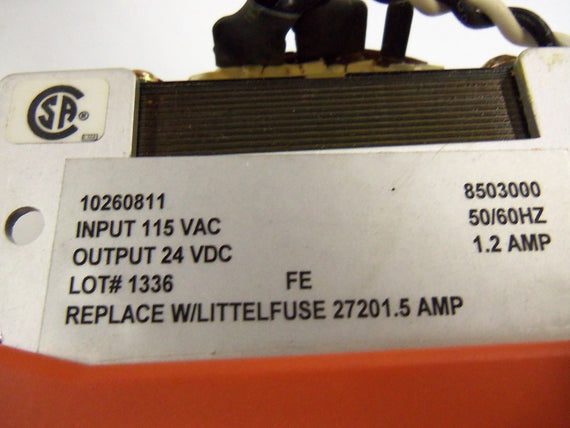 SA ®
10260811 8503000
INPUT 115 VAC 50/60HZ
OUTPUT 24 VDC 1.2 AMP
LOT# 1336 FE
REPLACE W/LITTELFUSE 27201.5 AMP